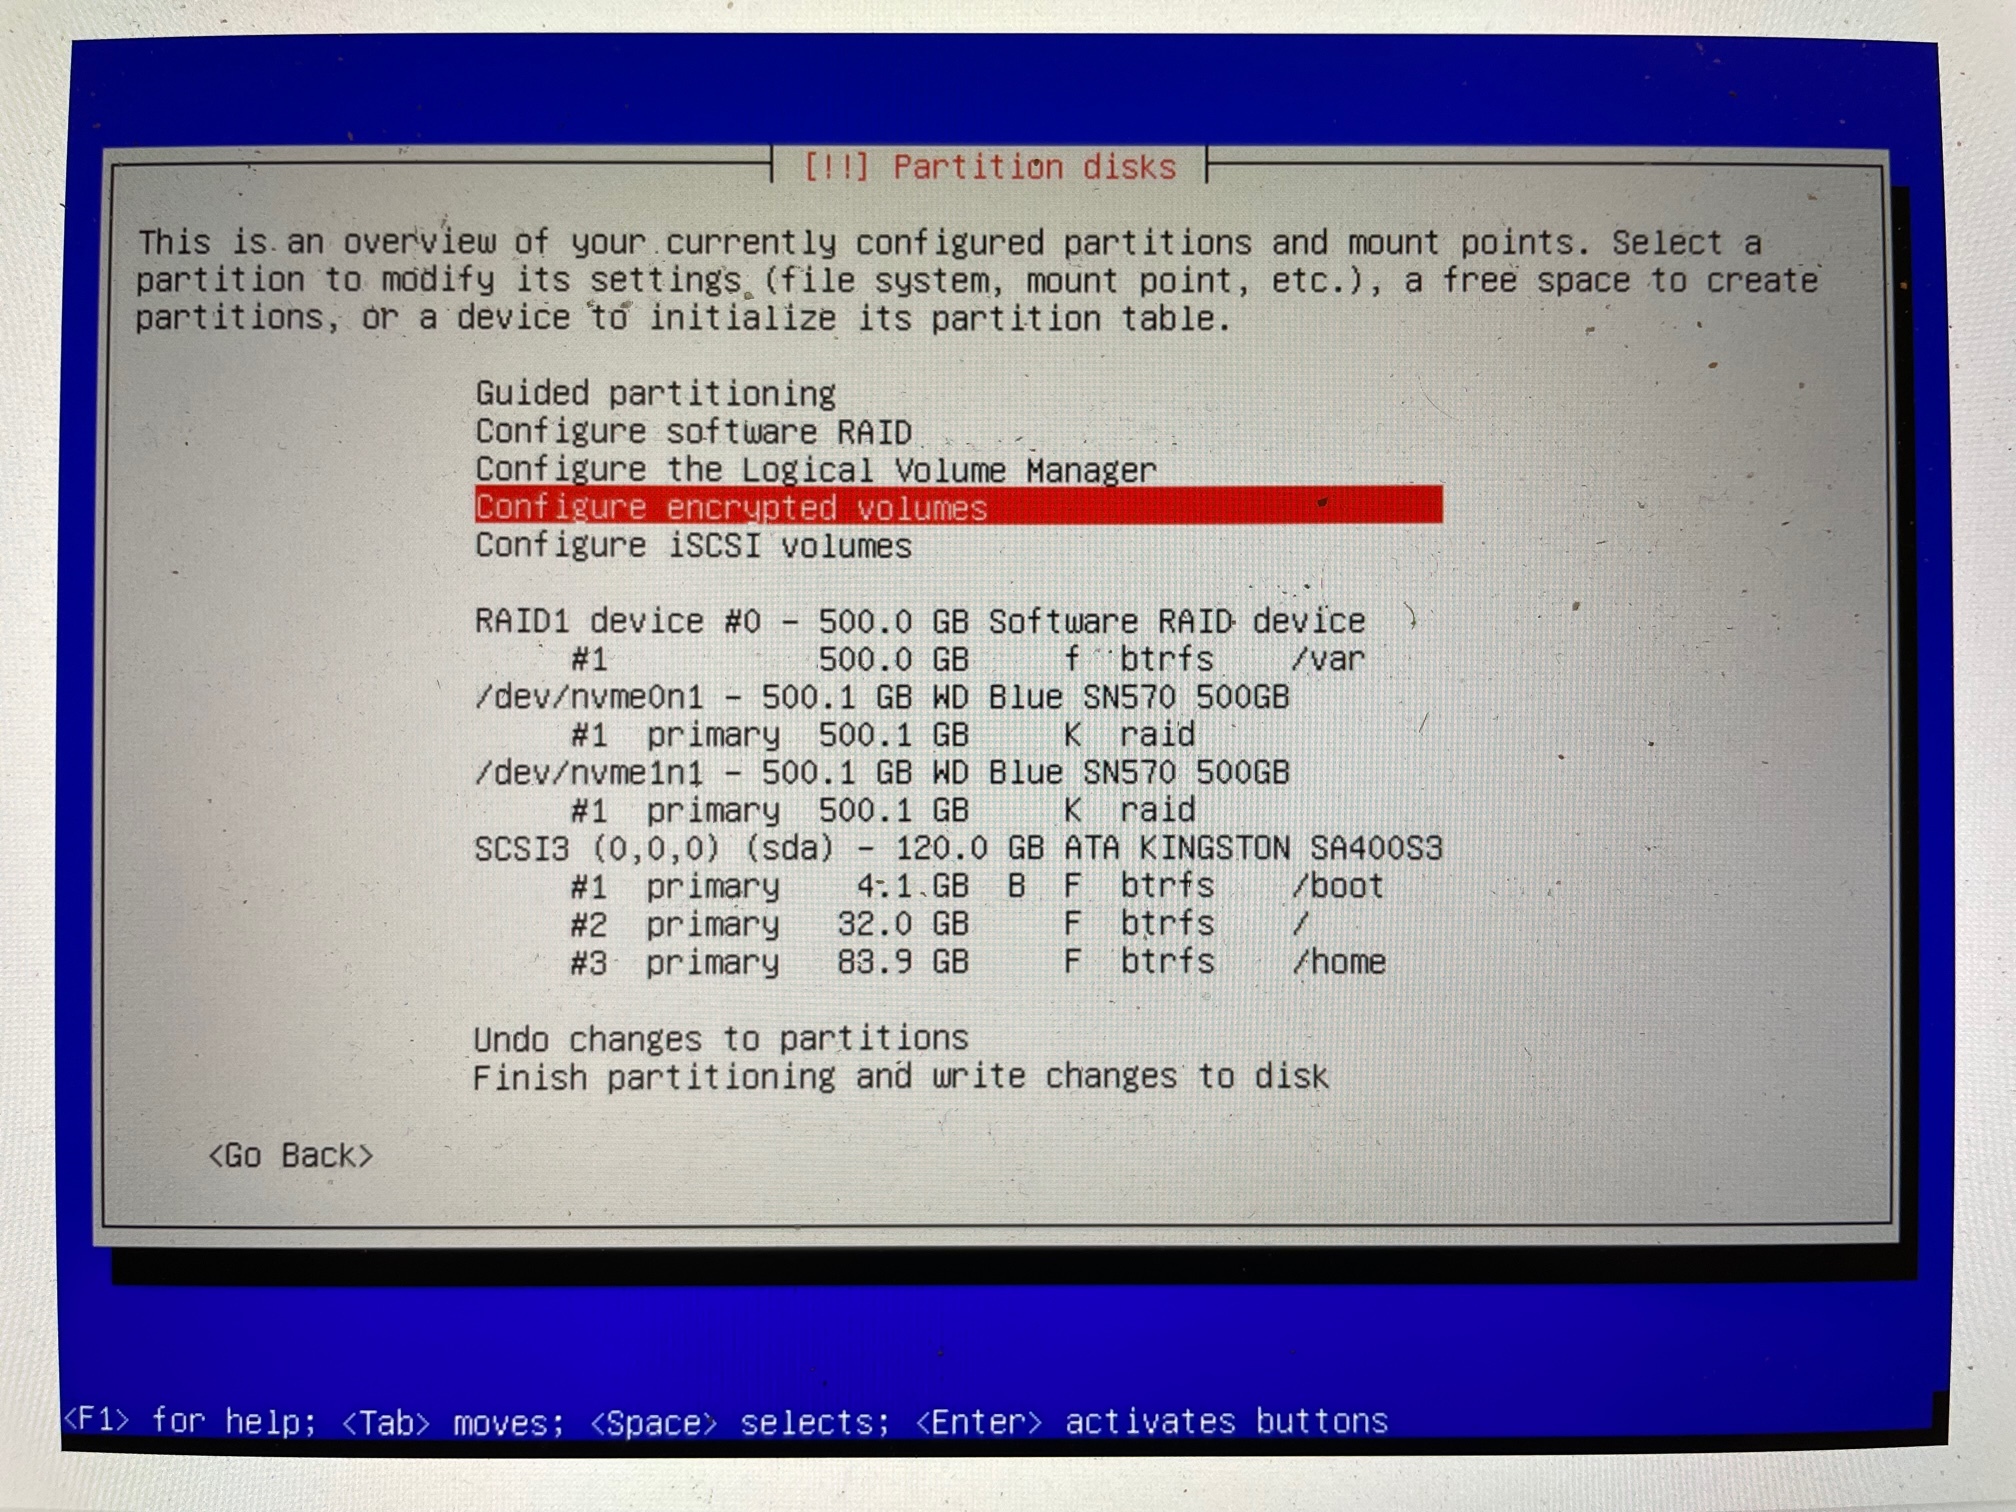 [!!] Partition disks
This is an overview of your currently configured partitions and mount points. Select a
partition to modify its settings (file system, mount point, etc.), a free space to create
partitions, or a device to initialize its partition table.
Guided partitioning
Configure software RAID
Configure the Logical Volume Manager
Configure encrypted volumes
Configure iSCSI volumes
RAID1 device #0 - 500.0 GB Software RAID device
#1 500.0 GB f btrfs /var
/dev/nvme0n1 - 500.1 GB WD Blue SN570 500GB
#1 primary 500.1 GB K raid
/dev/nvme1n1 - 500.1 GB WD Blue SN570 500GB
#1 primary 500.1 GB K raid
SCSI3 (0,0,0) (sda) - 120.0 GB ATA KINGSTON SA400S3
#1 primary 4.1 GB B F btrfs /boot
#2 primary 32.0 GB F btrfs /
#3 primary 83.9 GB F btrfs /home
Undo changes to partitions
Finish partitioning and write changes to disk
<Go Back>
<F1> for help; <Tab> moves; <Space> selects; <Enter> activates buttons